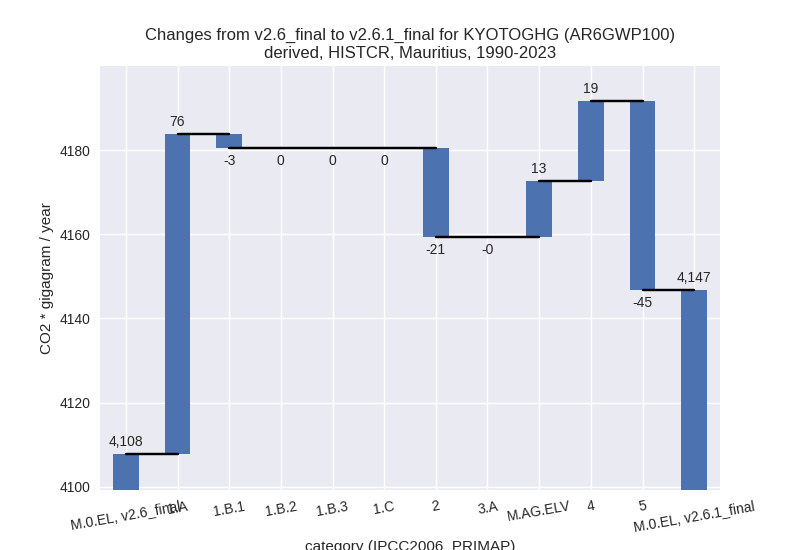 Changes from v2.6_final to v2.6.1_final for KYOTOGHG (AR6GWP100)
derived, HISTCR, Mauritius, 1990-2023
CO2 * gigagram / year
4180
4160
4140
4120
4100
4,108
76
-3
0
0
0
-21
-0
13
19
-45
4,147
M.0.EL, v2.6_final
1.A
1.B.1
1.B.2
1.B.3
1.C
2
3.A
M.AG.ELV
4
5
M.0.EL, v2.6.1_final
category (IPCC2006_PRIMAP)